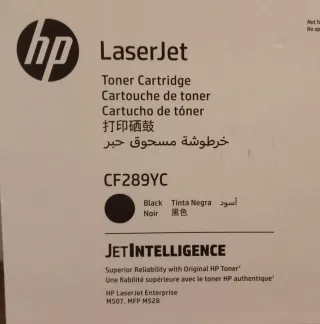 hp
LaserJet
Toner Cartridge
Cartouche de toner
Cartucho de tóner
打印硒鼓
خرطوشة مسحوق حبر
CF289YC
Black Tinta Negra أسود
Noir 黑色
JETINTELLIGENCE
Superior Reliability with Original HP Toner¹
Une fiabilité supérieure avec le toner HP authentique¹
HP LaserJet Enterprise
M507, MFP M528